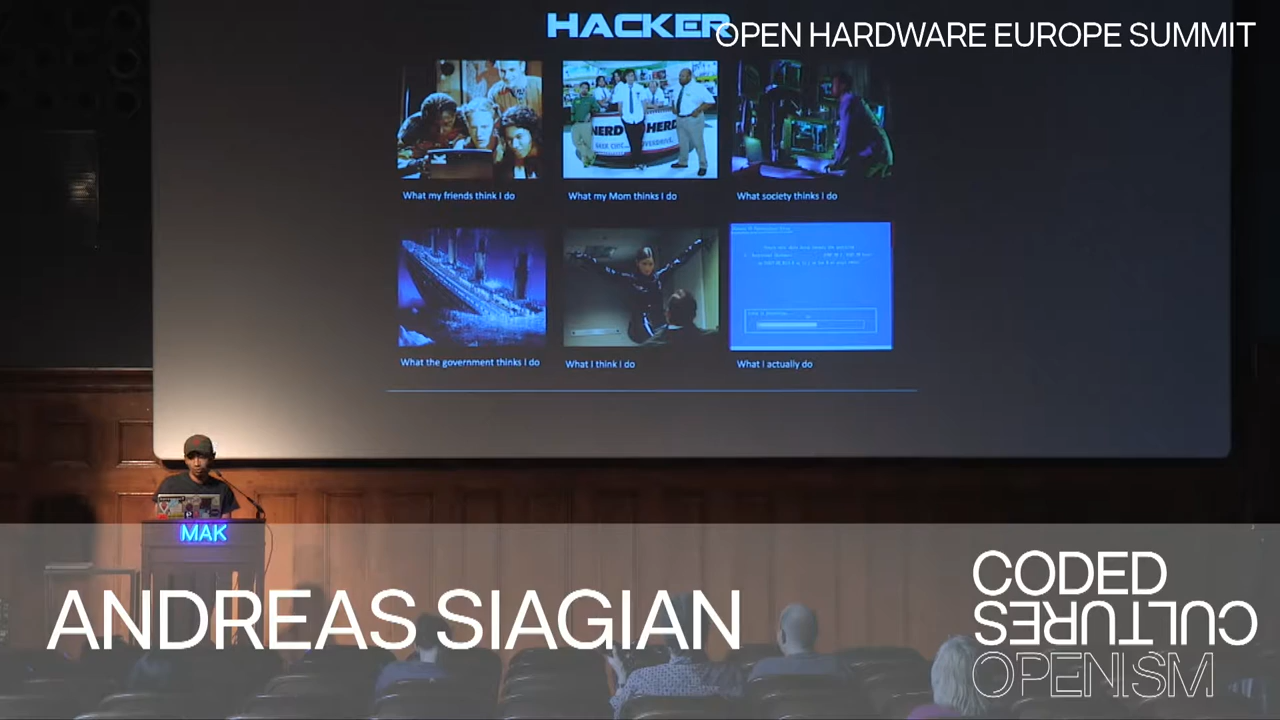 HACKER
OPEN HARDWARE EUROPE SUMMIT
NERD HERD
What my friends think I do
What my Mom thinks I do
What society thinks I do
What the government thinks I do
What I think I do
What I actually do
MAK
ANDREAS SIAGIAN
CODED
CULTURES
OPENISM